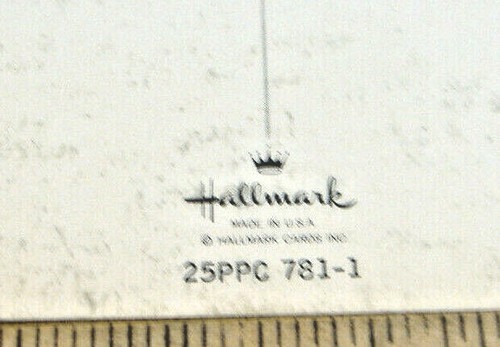 Hallmark
MADE IN U.S.A.
© HALLMARK CARDS INC.
25PPC 781-1